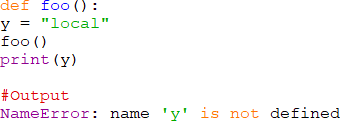 def foo():
y = "local"
foo()
print(y)
#Output
NameError: name 'y' is not defined